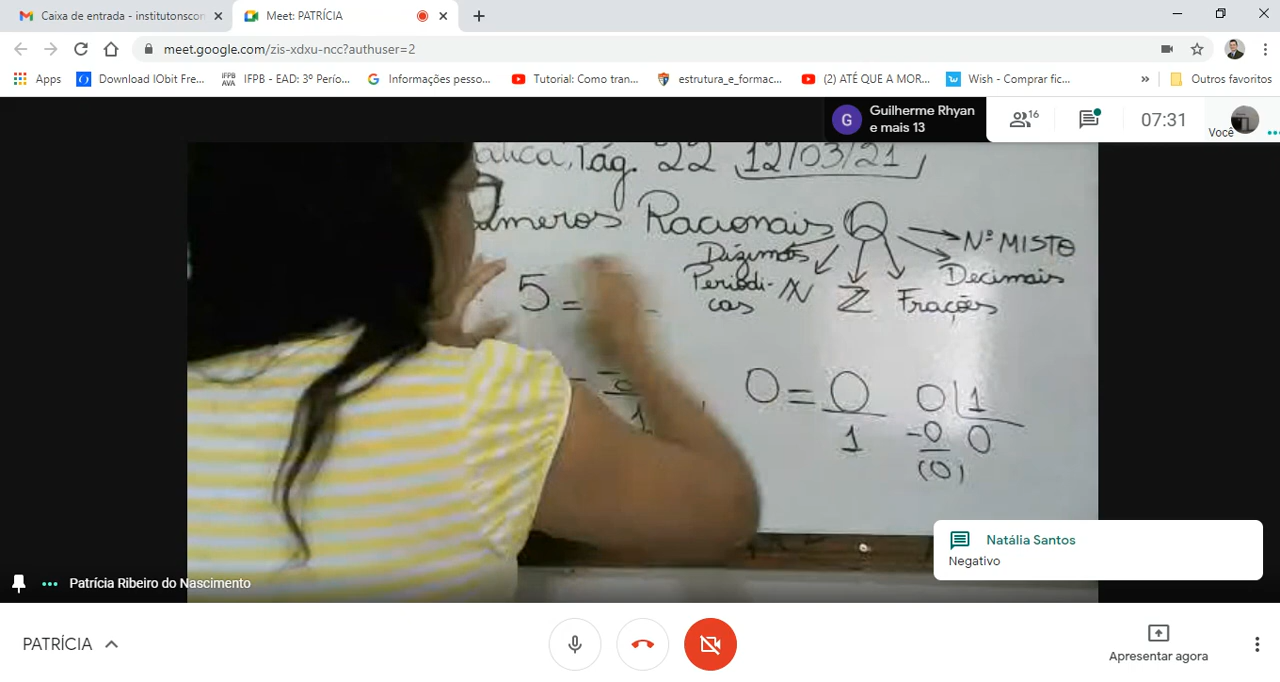 Caixa de entrada - institutonscor
Meet: PATRÍCIA
meet.google.com/zis-xdxu-ncc?authuser=2
Apps
Download IObit Fre...
IFPB AVA
IFPB - EAD: 3º Perío...
Informações pesso...
Tutorial: Como tran...
estrutura_e_formac...
(2) ATÉ QUE A MOR...
Wish - Comprar fic...
»
Outros favoritos
G
Guilherme Rhyan
e mais 13
16
07:31
Você
ática, Pág. 22 12/03/21
úmeros Racionais Q
Nº MISTO
Dízimas
Periódi-
cas
N
Z
Frações
Decimais
5 =
0 = 0
1
0 1
-0 0
(0)
Natália Santos
Negativo
Patrícia Ribeiro do Nascimento
PATRÍCIA
Apresentar agora